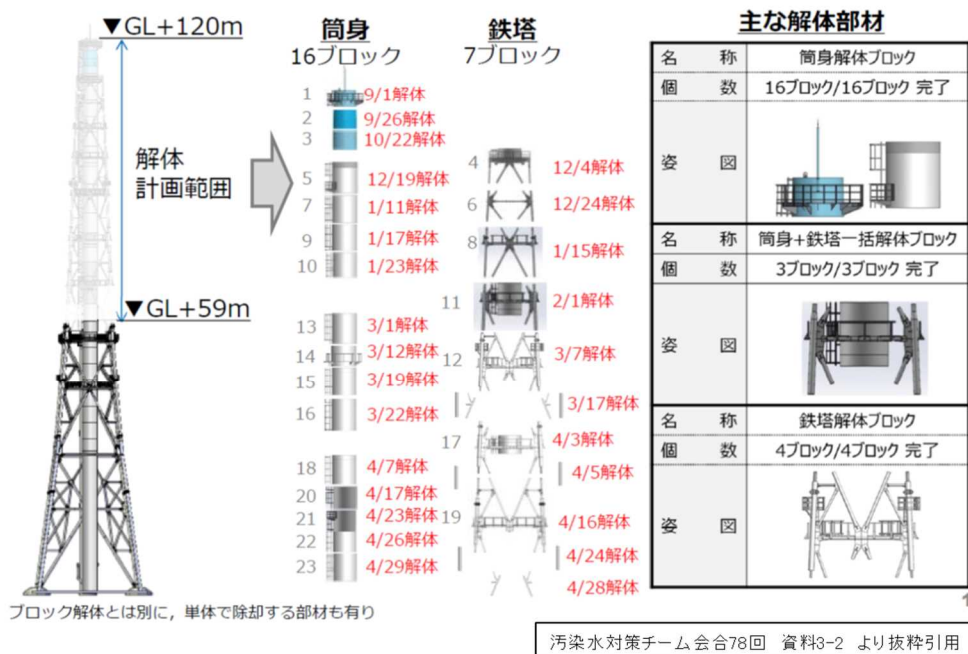 ▼GL+120m
解体
計画範囲
▼GL+59m
筒身
16ブロック
1 9/1解体
2 9/26解体
3 10/22解体
5 12/19解体
7 1/11解体
9 1/17解体
10 1/23解体
13 3/1解体
14 3/12解体
15 3/19解体
16 3/22解体
18 4/7解体
20 4/17解体
21 4/23解体
22 4/26解体
23 4/29解体
鉄塔
7ブロック
4 12/4解体
6 12/24解体
8 1/15解体
11 2/1解体
12 3/7解体
3/17解体
17 4/3解体
4/5解体
19 4/16解体
4/24解体
4/28解体
主な解体部材
名 称 筒身解体ブロック
個 数 16ブロック/16ブロック 完了
姿 図
名 称 筒身+鉄塔一括解体ブロック
個 数 3ブロック/3ブロック 完了
姿 図
名 称 鉄塔解体ブロック
個 数 4ブロック/4ブロック 完了
姿 図
ブロック解体とは別に，単体で除却する部材も有り
汚染水対策チーム会合78回 資料3-2 より抜粋引用